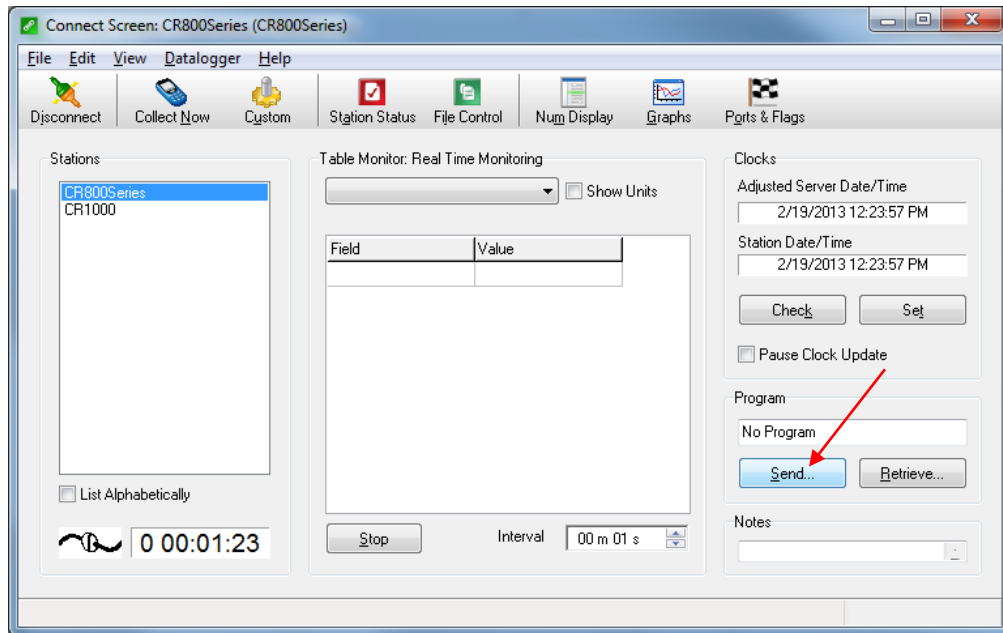 Connect Screen: CR800Series (CR800Series)
File Edit View Datalogger Help
Disconnect Collect Now Custom Station Status File Control Num Display Graphs Ports & Flags
Stations
CR800Series
CR1000
List Alphabetically
0 00:01:23
Table Monitor: Real Time Monitoring
Show Units
Field Value
Stop Interval 00 m 01 s
Clocks
Adjusted Server Date/Time
2/19/2013 12:23:57 PM
Station Date/Time
2/19/2013 12:23:57 PM
Check Set
Pause Clock Update
Program
No Program
Send... Retrieve...
Notes